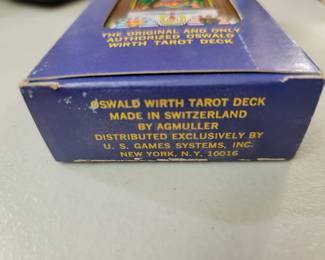 THE ORIGINAL AND ONLY
AUTHORIZED OSWALD
WIRTH TAROT DECK
OSWALD WIRTH TAROT DECK
MADE IN SWITZERLAND
BY AGMULLER
DISTRIBUTED EXCLUSIVELY BY
U. S. GAMES SYSTEMS, INC.
NEW YORK, N.Y. 10016